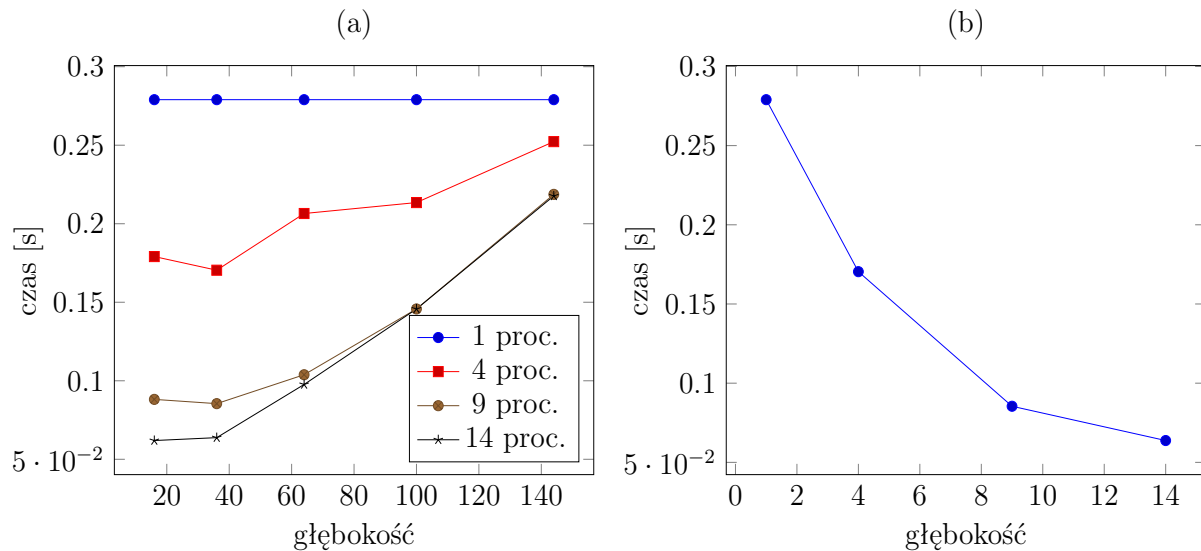 (a)
0.3
0.25
0.2
0.15
0.1
5 · 10⁻²
czas [s]
20 40 60 80 100 120 140
głębokość
1 proc.
4 proc.
9 proc.
14 proc.
(b)
0.3
0.25
0.2
0.15
0.1
5 · 10⁻²
czas [s]
0 2 4 6 8 10 12 14
głębokość